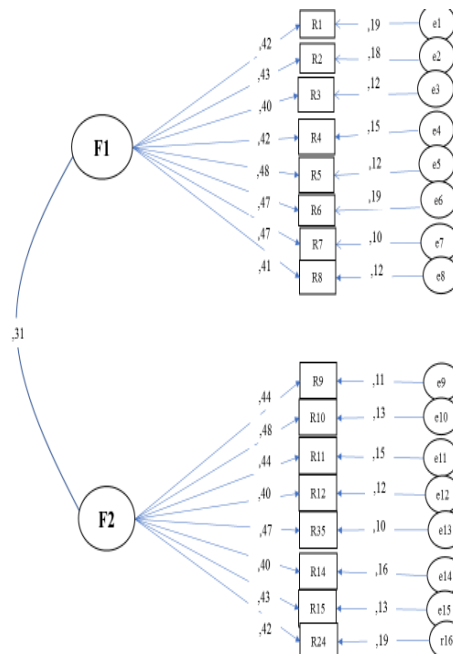 ,42 R1 ,19 e1
,43 R2 ,18 e2
,40 R3 ,12 e3
F1
,42 R4 ,15 e4
,48 R5 ,12 e5
,47 R6 ,19 e6
,47 R7 ,10 e7
,41 R8 ,12 e8
,31
,44 R9 ,11 e9
,48 R10 ,13 e10
,44 R11 ,15 e11
,40 R12 ,12 e12
F2
,47 R35 ,10 e13
,40 R14 ,16 e14
,43 R15 ,13 e15
,42 R24 ,19 r16